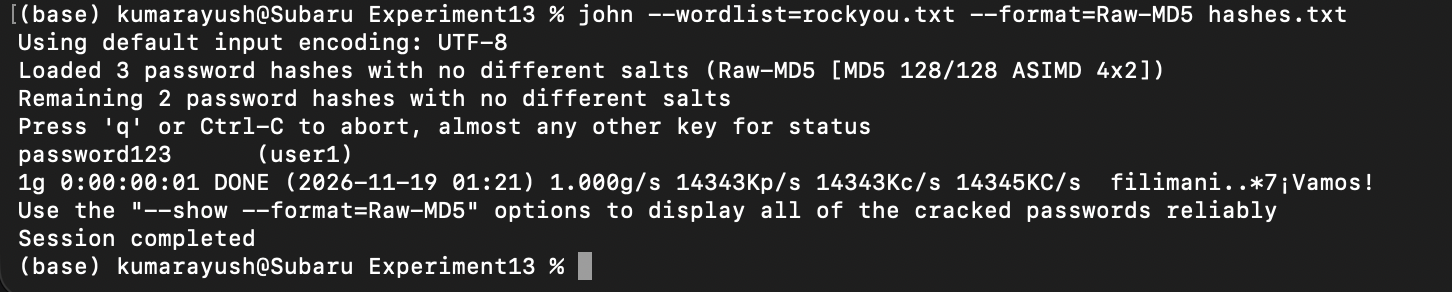 [(base) kumarayush@Subaru Experiment13 % john --wordlist=rockyou.txt --format=Raw-MD5 hashes.txt
Using default input encoding: UTF-8
Loaded 3 password hashes with no different salts (Raw-MD5 [MD5 128/128 ASIMD 4x2])
Remaining 2 password hashes with no different salts
Press 'q' or Ctrl-C to abort, almost any other key for status
password123      (user1)
1g 0:00:00:01 DONE (2026-11-19 01:21) 1.000g/s 14343Kp/s 14343Kc/s 14345KC/s  filimani..*7¡Vamos!
Use the "--show --format=Raw-MD5" options to display all of the cracked passwords reliably
Session completed
(base) kumarayush@Subaru Experiment13 %